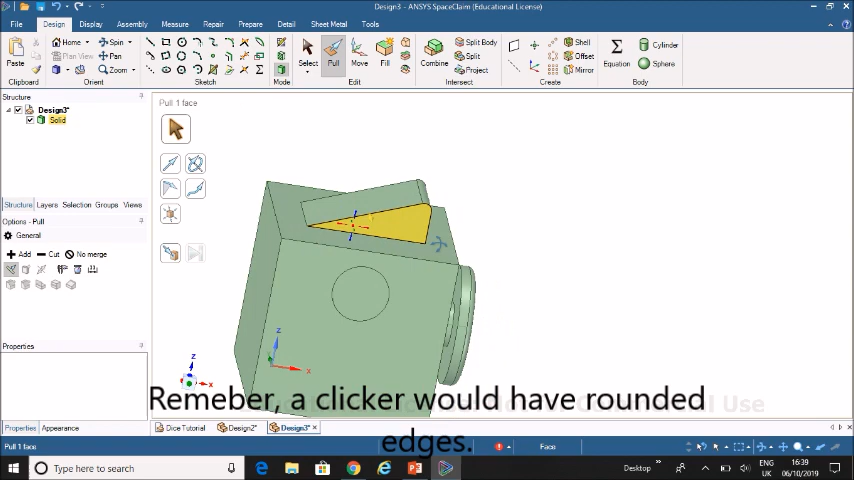 Design3* - ANSYS SpaceClaim (Educational License)
File Design Display Assembly Measure Repair Prepare Detail Sheet Metal Tools
Paste Home Spin Select Pull Move Fill Combine Split Body Shell Equation Cylinder
Plan View Pan Split Offset Sphere
Zoom Project Mirror
Clipboard Orient Sketch Mode Edit Intersect Create Body
Structure
Design3*
Solid
Pull 1 face
Structure Layers Selection Groups Views
Options - Pull
General
Add Cut No merge
Properties
Z
X
Z
X
Remeber, a clicker would have rounded
edges.
Use
Properties Appearance
Dice Tutorial Design2* Design3*
Pull 1 face
Face
Type here to search
Desktop
ENG
UK
16:39
06/10/2019